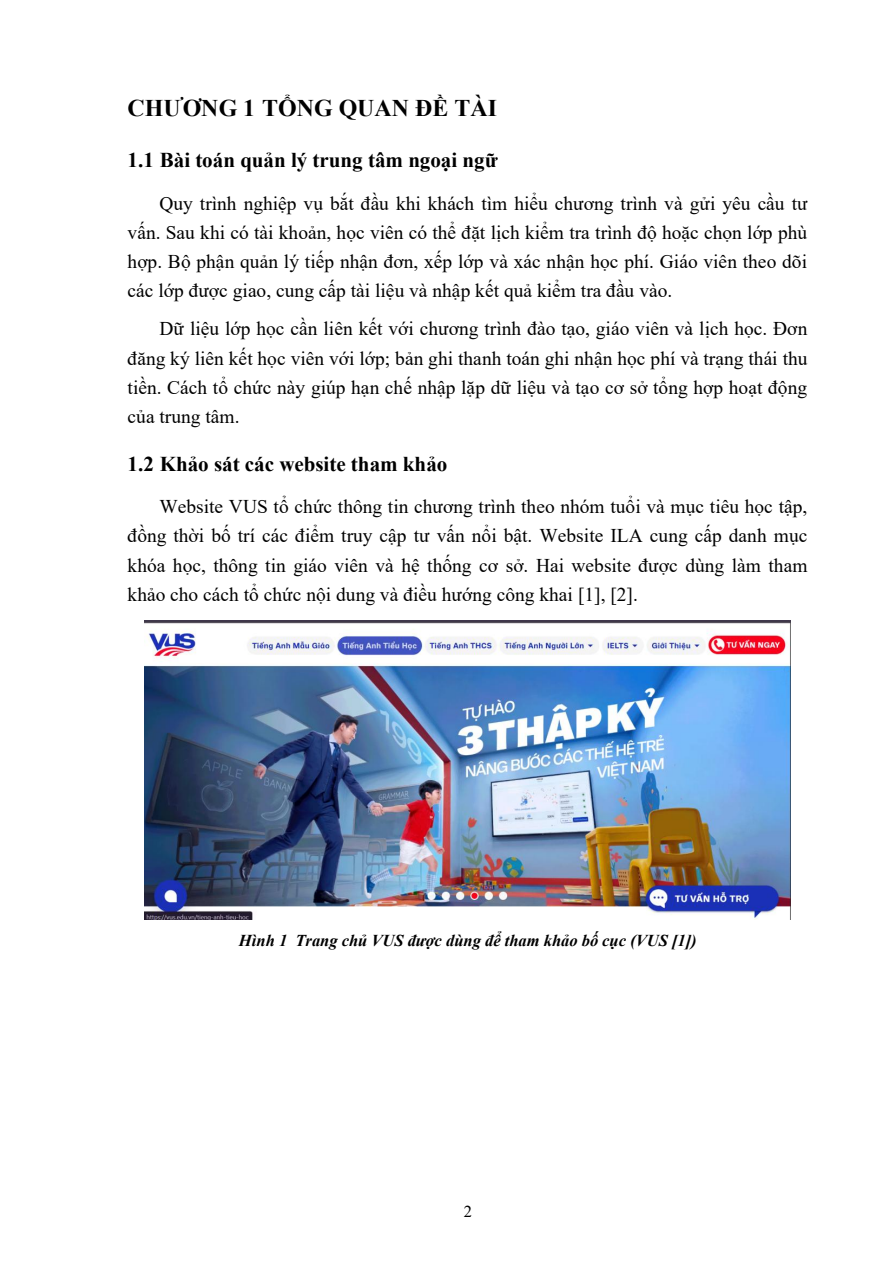 CHƯƠNG 1 TỔNG QUAN ĐỀ TÀI
1.1 Bài toán quản lý trung tâm ngoại ngữ
Quy trình nghiệp vụ bắt đầu khi khách tìm hiểu chương trình và gửi yêu cầu tư
vấn. Sau khi có tài khoản, học viên có thể đặt lịch kiểm tra trình độ hoặc chọn lớp phù
hợp. Bộ phận quản lý tiếp nhận đơn, xếp lớp và xác nhận học phí. Giáo viên theo dõi
các lớp được giao, cung cấp tài liệu và nhập kết quả kiểm tra đầu vào.
Dữ liệu lớp học cần liên kết với chương trình đào tạo, giáo viên và lịch học. Đơn
đăng ký liên kết học viên với lớp; bản ghi thanh toán ghi nhận học phí và trạng thái thu
tiền. Cách tổ chức này giúp hạn chế nhập lặp dữ liệu và tạo cơ sở tổng hợp hoạt động
của trung tâm.
1.2 Khảo sát các website tham khảo
Website VUS tổ chức thông tin chương trình theo nhóm tuổi và mục tiêu học tập,
đồng thời bố trí các điểm truy cập tư vấn nổi bật. Website ILA cung cấp danh mục
khóa học, thông tin giáo viên và hệ thống cơ sở. Hai website được dùng làm tham
khảo cho cách tổ chức nội dung và điều hướng công khai [1], [2].
VUS
Tiếng Anh Mẫu Giáo Tiếng Anh Tiểu Học Tiếng Anh THCS Tiếng Anh Người Lớn IELTS Giới Thiệu TƯ VẤN NGAY
TỰ HÀO
3 THẬP KỶ
NÂNG BƯỚC CÁC THẾ HỆ TRẺ
VIỆT NAM
1997
APPLE
BANANA
GRAMMAR
TƯ VẤN HỖ TRỢ
https://vus.edu.vn/tieng-anh-tieu-hoc
Hình 1 Trang chủ VUS được dùng để tham khảo bố cục (VUS [1])
2